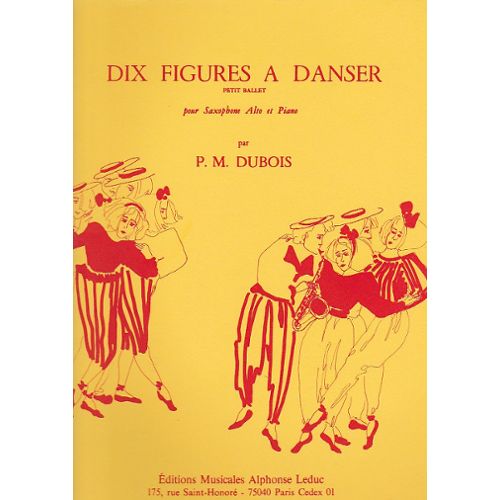 DIX FIGURES A DANSER
PETIT BALLET
pour Saxophone Alto et Piano
par
P. M. DUBOIS
Éditions Musicales Alphonse Leduc
175, rue Saint-Honoré - 75040 Paris Cedex 01